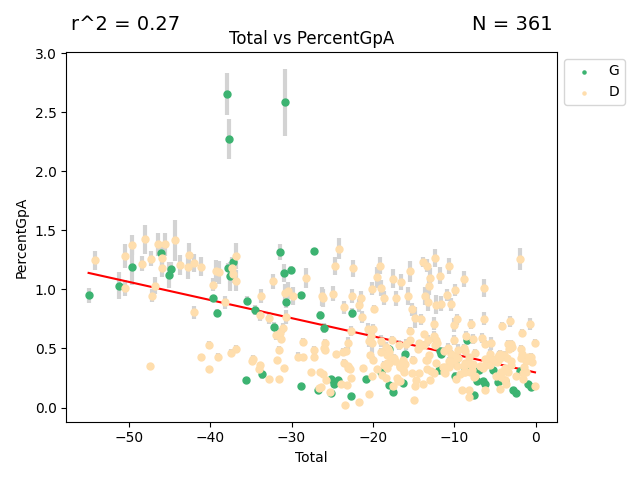 r^2 = 0.27
N = 361
Total vs PercentGpA
G
D
3.0
2.5
2.0
1.5
1.0
0.5
0.0
PercentGpA
−50
−40
−30
−20
−10
0
Total